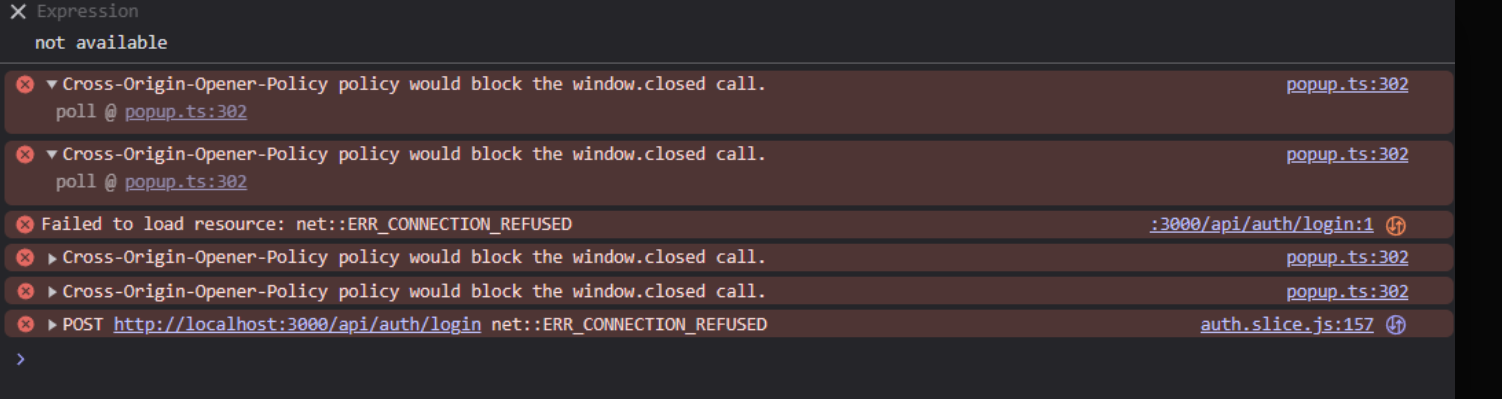 Expression
not available
Cross-Origin-Opener-Policy policy would block the window.closed call. popup.ts:302
poll @ popup.ts:302
Cross-Origin-Opener-Policy policy would block the window.closed call. popup.ts:302
poll @ popup.ts:302
Failed to load resource: net::ERR_CONNECTION_REFUSED :3000/api/auth/login:1
Cross-Origin-Opener-Policy policy would block the window.closed call. popup.ts:302
Cross-Origin-Opener-Policy policy would block the window.closed call. popup.ts:302
POST http://localhost:3000/api/auth/login net::ERR_CONNECTION_REFUSED auth.slice.js:157